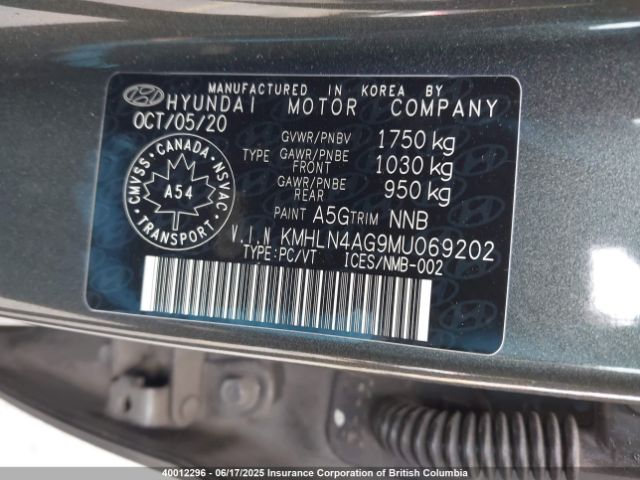 MANUFACTURED IN KOREA BY
HYUNDAI MOTOR COMPANY
OCT/05/20
GVWR/PNBV 1750 kg
TYPE GAWR/PNBE FRONT 1030 kg
GAWR/PNBE REAR 950 kg
CMVSS · CANADA · NSVAC
A54
TRANSPORT
PAINT A5G TRIM NNB
V.I.N KMHLN4AG9MU069202
TYPE:PC/VT ICES/NMB-002
40012296 - 06/17/2025 Insurance Corporation of British Columbia